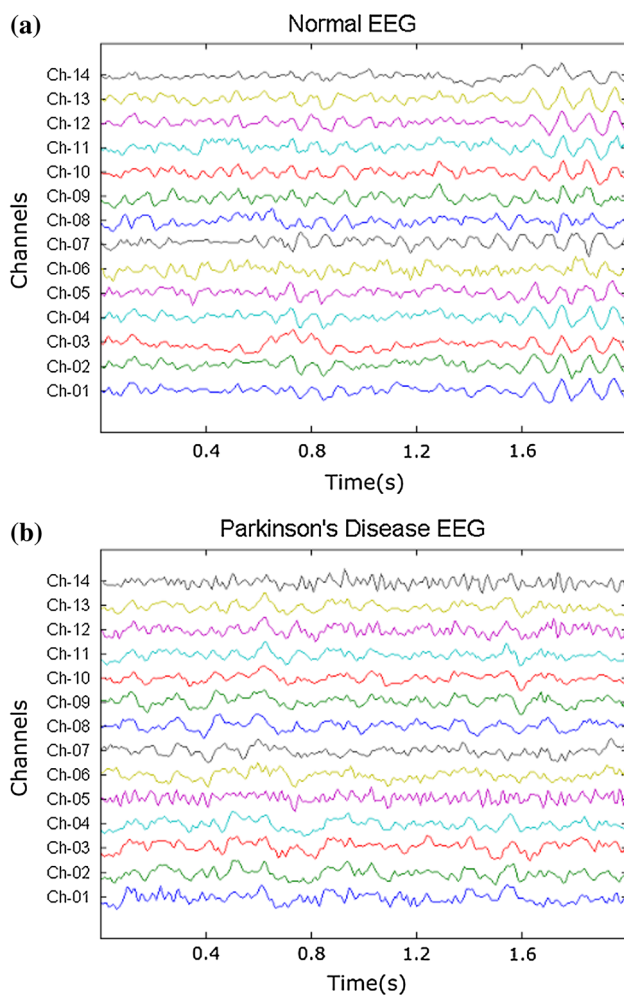 (a)
Normal EEG
Channels
Ch-14
Ch-13
Ch-12
Ch-11
Ch-10
Ch-09
Ch-08
Ch-07
Ch-06
Ch-05
Ch-04
Ch-03
Ch-02
Ch-01
0.4 0.8 1.2 1.6
Time(s)
(b)
Parkinson's Disease EEG
Channels
Ch-14
Ch-13
Ch-12
Ch-11
Ch-10
Ch-09
Ch-08
Ch-07
Ch-06
Ch-05
Ch-04
Ch-03
Ch-02
Ch-01
0.4 0.8 1.2 1.6
Time(s)